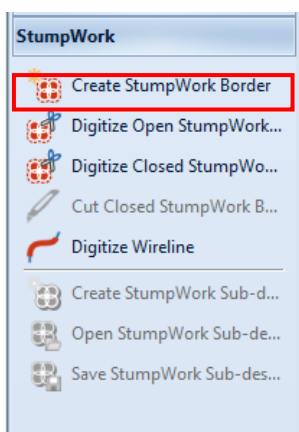 StumpWork
Create StumpWork Border
Digitize Open StumpWork...
Digitize Closed StumpWo...
Cut Closed StumpWork B...
Digitize Wireline
Create StumpWork Sub-d...
Open StumpWork Sub-de...
Save StumpWork Sub-des...